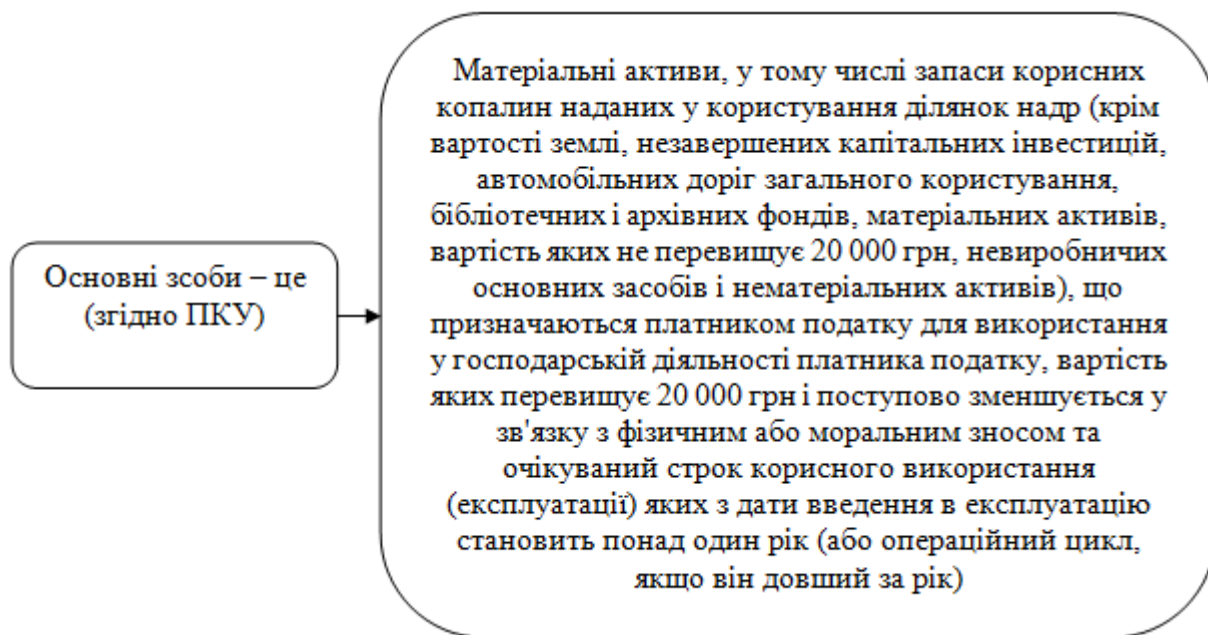 Основні зсоби – це
(згідно ПКУ)
Матеріальні активи, у тому числі запаси корисних
копалин наданих у користування ділянок надр (крім
вартості землі, незавершених капітальних інвестицій,
автомобільних доріг загального користування,
бібліотечних і архівних фондів, матеріальних активів,
вартість яких не перевищує 20 000 грн, невиробничих
основних засобів і нематеріальних активів), що
призначаються платником податку для використання
у господарській діяльності платника податку, вартість
яких перевищує 20 000 грн і поступово зменшується у
зв'язку з фізичним або моральним зносом та
очікуваний строк корисного використання
(експлуатації) яких з дати введення в експлуатацію
становить понад один рік (або операційний цикл,
якщо він довший за рік)